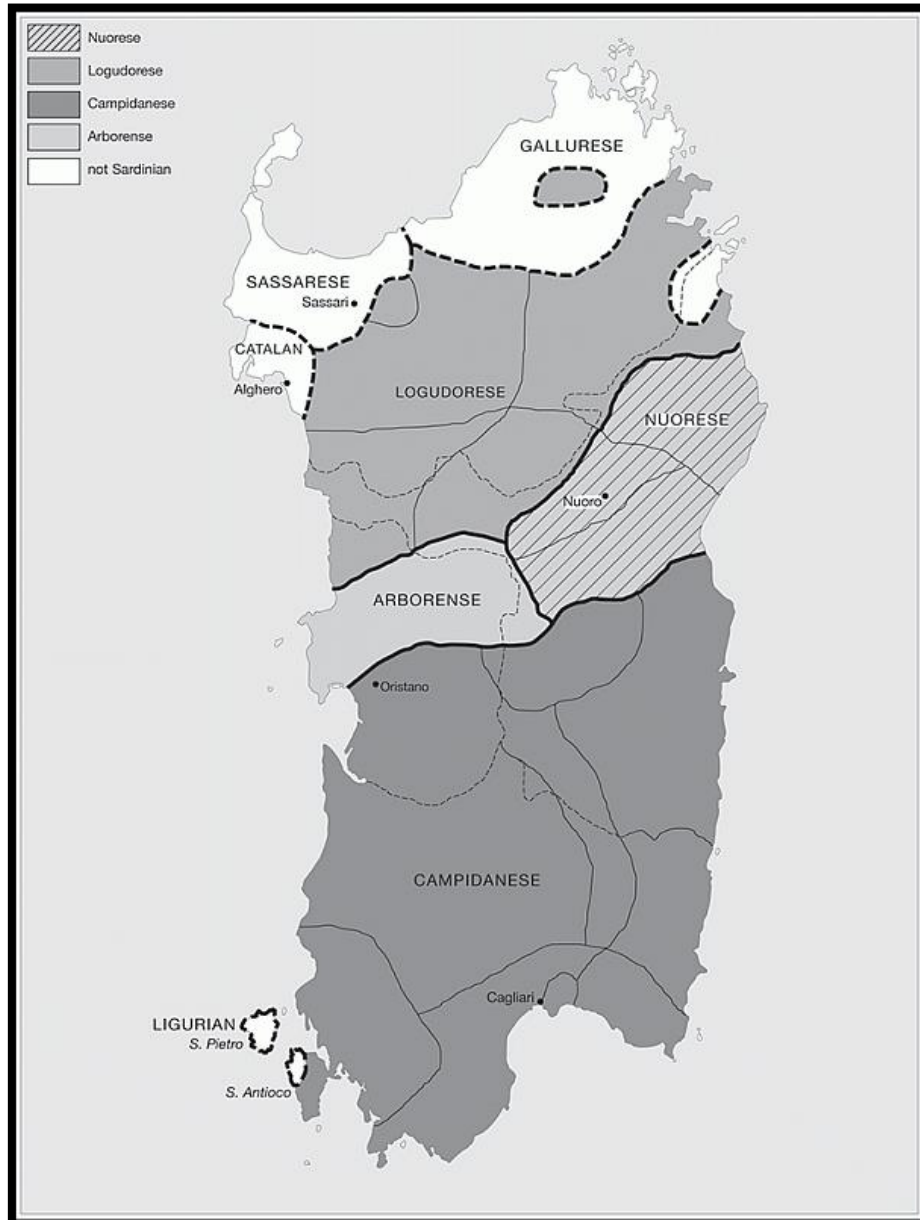 Nuorese
Logudorese
Campidanese
Arborense
not Sardinian
GALLURESE
SASSARESE
Sassari
CATALAN
Alghero
LOGUDORESE
NUORESE
Nuoro
ARBORENSE
Oristano
CAMPIDANESE
Cagliari
LIGURIAN
S. Pietro
S. Antioco